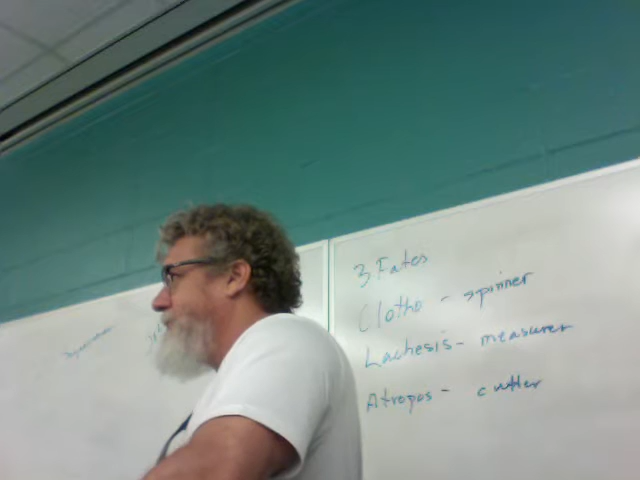 3 Fates
Clotho - spinner
Lachesis - measurer
Atropos - cutter